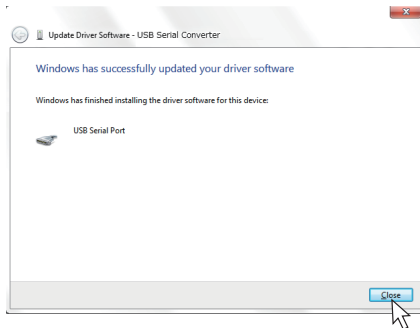 Update Driver Software - USB Serial Converter
Windows has successfully updated your driver software
Windows has finished installing the driver software for this device:
USB Serial Port
Close